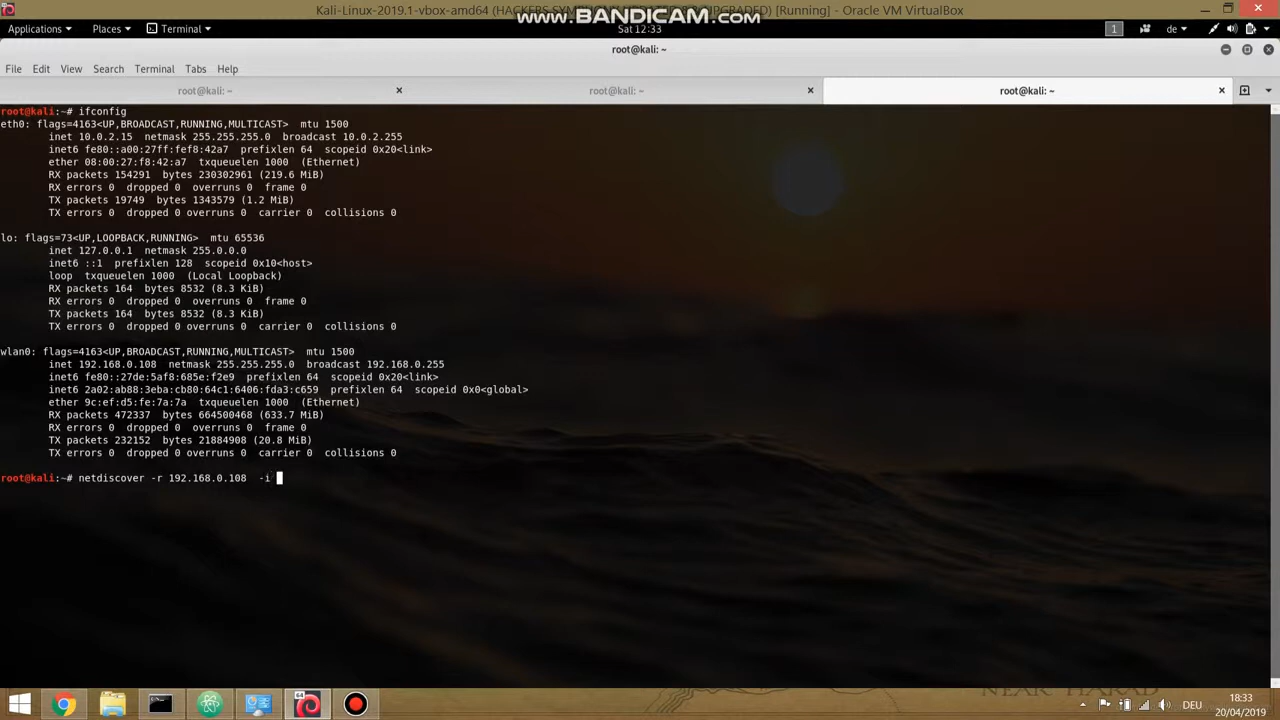 Kali-Linux-2019.1-vbox-amd64 (HACKERS SYMPHONY [Running] - Oracle VM VirtualBox
www.BANDICAM.com
Applications Places Terminal
Sat 12:33
1 de
root@kali: ~
File Edit View Search Terminal Tabs Help
root@kali: ~ root@kali: ~ root@kali: ~
root@kali:~# ifconfig
eth0: flags=4163<UP,BROADCAST,RUNNING,MULTICAST>  mtu 1500
inet 10.0.2.15  netmask 255.255.255.0  broadcast 10.0.2.255
inet6 fe80::a00:27ff:fef8:42a7  prefixlen 64  scopeid 0x20<link>
ether 08:00:27:f8:42:a7  txqueuelen 1000  (Ethernet)
RX packets 154291  bytes 230302961 (219.6 MiB)
RX errors 0  dropped 0  overruns 0  frame 0
TX packets 19749  bytes 1343579 (1.2 MiB)
TX errors 0  dropped 0 overruns 0  carrier 0  collisions 0
lo: flags=73<UP,LOOPBACK,RUNNING>  mtu 65536
inet 127.0.0.1  netmask 255.0.0.0
inet6 ::1  prefixlen 128  scopeid 0x10<host>
loop  txqueuelen 1000  (Local Loopback)
RX packets 164  bytes 8532 (8.3 KiB)
RX errors 0  dropped 0  overruns 0  frame 0
TX packets 164  bytes 8532 (8.3 KiB)
TX errors 0  dropped 0 overruns 0  carrier 0  collisions 0
wlan0: flags=4163<UP,BROADCAST,RUNNING,MULTICAST>  mtu 1500
inet 192.168.0.108  netmask 255.255.255.0  broadcast 192.168.0.255
inet6 fe80::27de:5af8:685e:f2e9  prefixlen 64  scopeid 0x20<link>
inet6 2a02:ab88:3eba:cb80:64c1:6406:fda3:c659  prefixlen 64  scopeid 0x0<global>
ether 9c:ef:d5:fe:7a:7a  txqueuelen 1000  (Ethernet)
RX packets 472337  bytes 664500468 (633.7 MiB)
RX errors 0  dropped 0  overruns 0  frame 0
TX packets 232152  bytes 21884908 (20.8 MiB)
TX errors 0  dropped 0 overruns 0  carrier 0  collisions 0
root@kali:~# netdiscover -r 192.168.0.108  -i
NEAR HARAD
64
DEU
18:33
20/04/2019